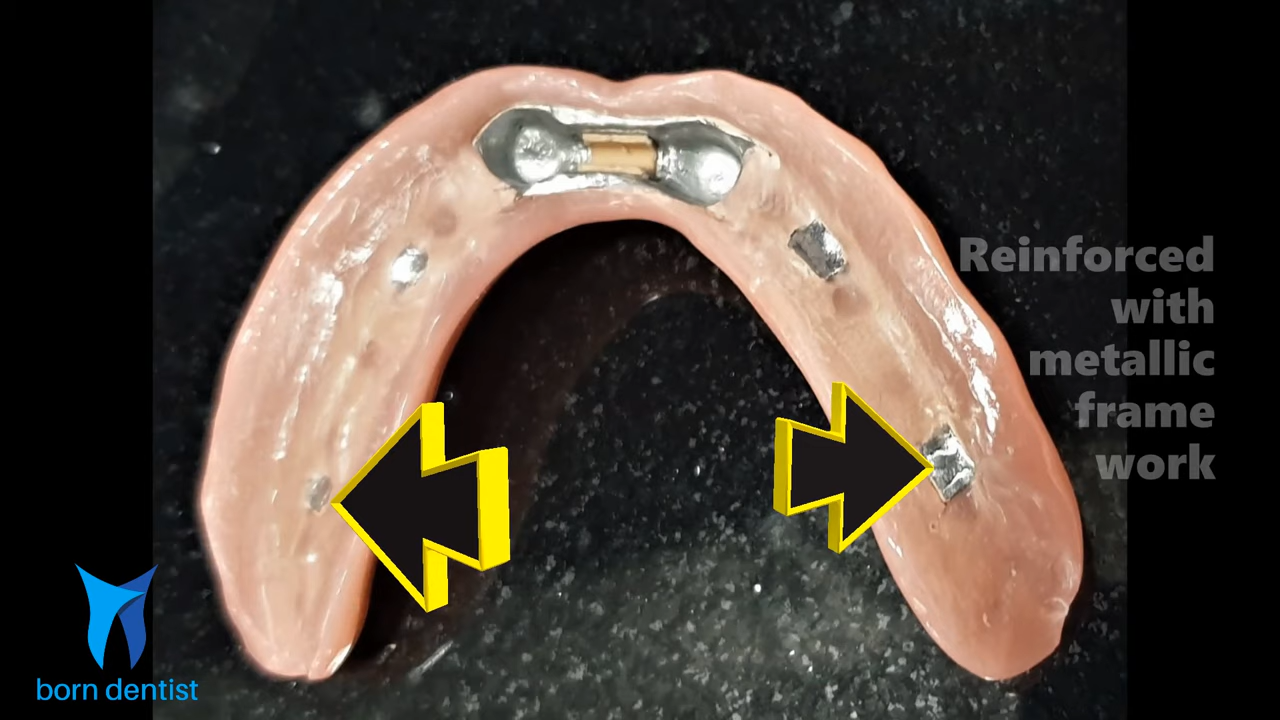 Reinforced
with
metallic
frame
work
born dentist